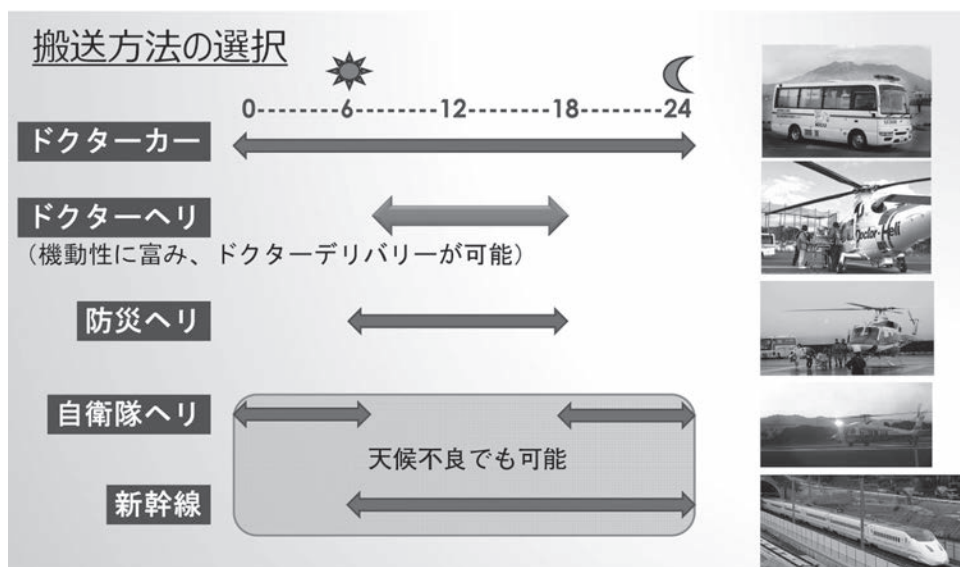 搬送方法の選択
0-------6-------12-------18-------24
ドクターカー
ドクターヘリ
(機動性に富み、ドクターデリバリーが可能)
防災ヘリ
自衛隊ヘリ
天候不良でも可能
新幹線
Doctor-Heli